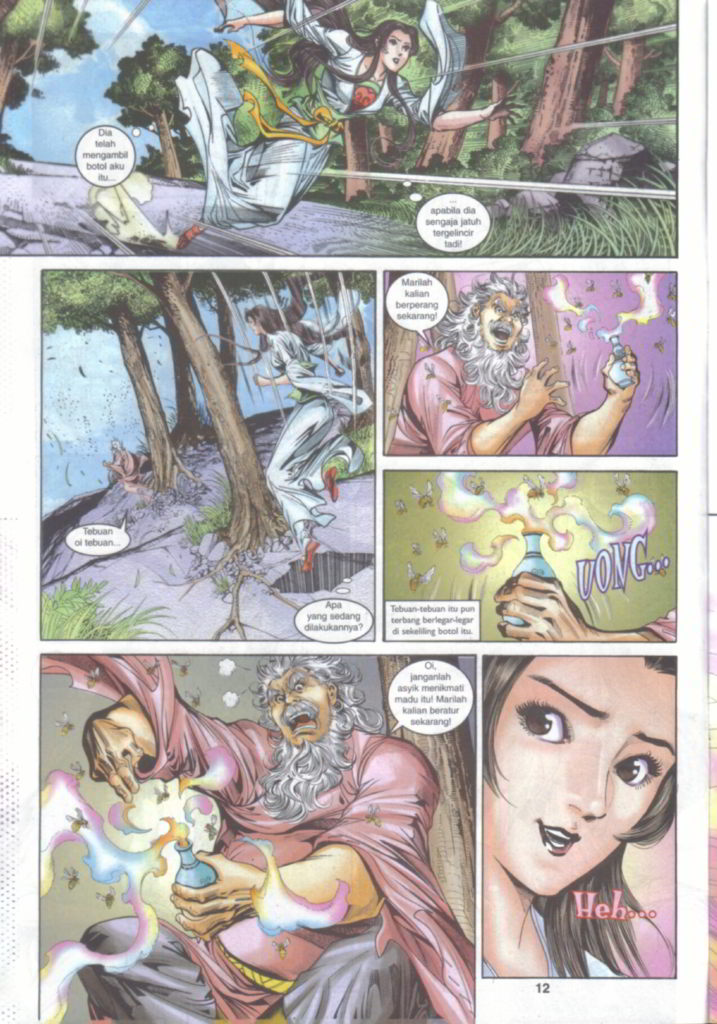 Dia
telah
mengambil
botol aku
itu...
...
apabila dia
sengaja jatuh
tergelincir
tadi!
Tebuan
oi tebuan...
Apa
yang sedang
dilakukannya?
Marilah
kalian
berperang
sekarang!
UONG...
Tebuan-tebuan itu pun
terbang berlegar-legar
di sekeliling botol itu.
Oi,
janganlah
asyik menikmati
madu itu! Marilah
kalian beratur
sekarang!
Heh...
12